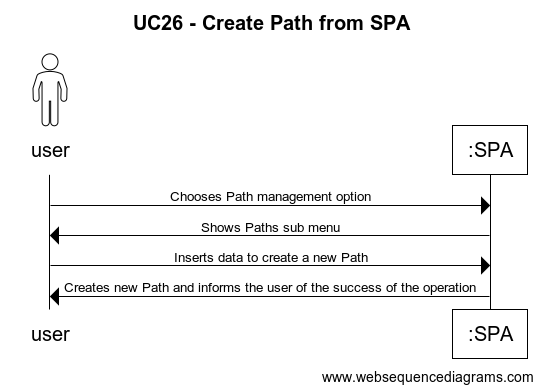 UC26 - Create Path from SPA
user
:SPA
Chooses Path management option
Shows Paths sub menu
Inserts data to create a new Path
Creates new Path and informs the user of the success of the operation
user
:SPA
www.websequencediagrams.com